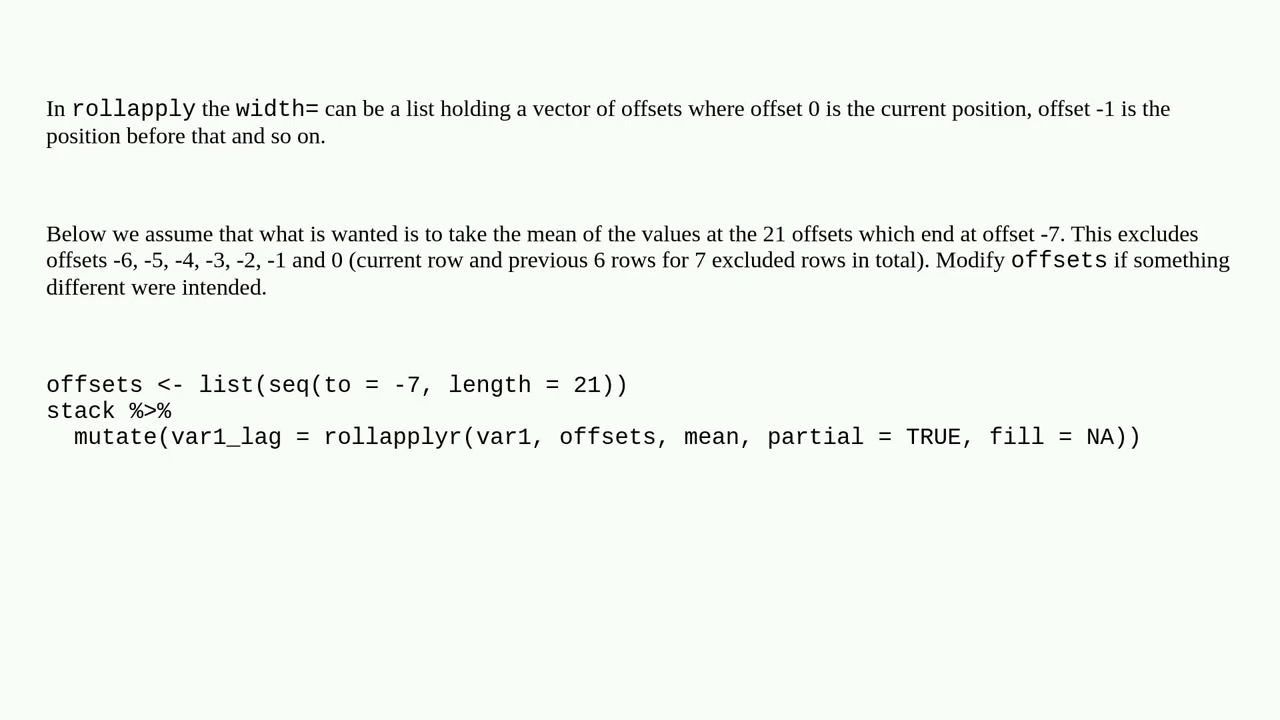 In rollapply the width= can be a list holding a vector of offsets where offset 0 is the current position, offset -1 is the
position before that and so on.
Below we assume that what is wanted is to take the mean of the values at the 21 offsets which end at offset -7. This excludes
offsets -6, -5, -4, -3, -2, -1 and 0 (current row and previous 6 rows for 7 excluded rows in total). Modify offsets if something
different were intended.
offsets <- list(seq(to = -7, length = 21))
stack %>%
  mutate(var1_lag = rollapplyr(var1, offsets, mean, partial = TRUE, fill = NA))